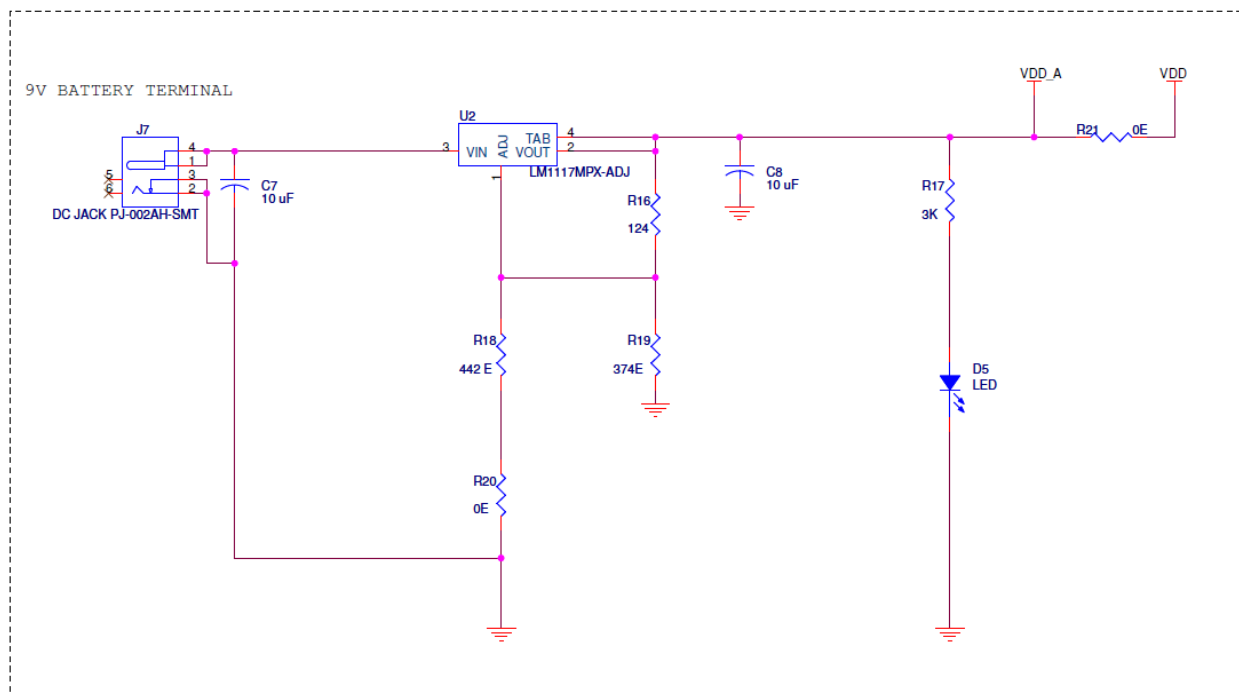 VDD_A
VDD
9V BATTERY TERMINAL
U2
J7
ADJ
TAB
4
R21
0E
4
3
VIN
VOUT
2
1
LM1117MPX-ADJ
5
3
C7
10 uF
1
C8
10 uF
R17
3K
6
2
DC JACK PJ-002AH-SMT
R16
124
R18
442 E
R19
374E
D5
LED
R20
0E